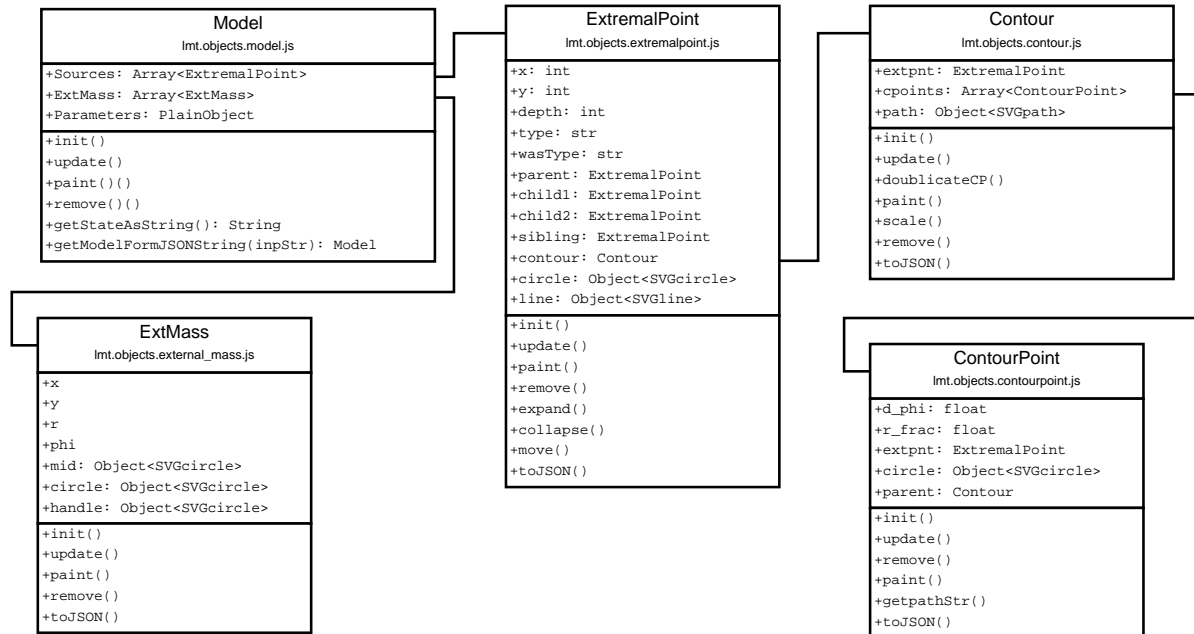 Model
lmt.objects.model.js
+Sources: Array<ExtremalPoint>
+ExtMass: Array<ExtMass>
+Parameters: PlainObject
+init()
+update()
+paint()()
+remove()()
+getStateAsString(): String
+getModelFormJSONString(inpStr): Model
ExtMass
lmt.objects.external_mass.js
+x
+y
+r
+phi
+mid: Object<SVGcircle>
+circle: Object<SVGcircle>
+handle: Object<SVGcircle>
+init()
+update()
+paint()
+remove()
+toJSON()
ExtremalPoint
lmt.objects.extremalpoint.js
+x: int
+y: int
+depth: int
+type: str
+wasType: str
+parent: ExtremalPoint
+child1: ExtremalPoint
+child2: ExtremalPoint
+sibling: ExtremalPoint
+contour: Contour
+circle: Object<SVGcircle>
+line: Object<SVGline>
+init()
+update()
+paint()
+remove()
+expand()
+collapse()
+move()
+toJSON()
Contour
lmt.objects.contour.js
+extpnt: ExtremalPoint
+cpoints: Array<ContourPoint>
+path: Object<SVGpath>
+init()
+update()
+doublicateCP()
+paint()
+scale()
+remove()
+toJSON()
ContourPoint
lmt.objects.contourpoint.js
+d_phi: float
+r_frac: float
+extpnt: ExtremalPoint
+circle: Object<SVGcircle>
+parent: Contour
+init()
+update()
+remove()
+paint()
+getpathStr()
+toJSON()